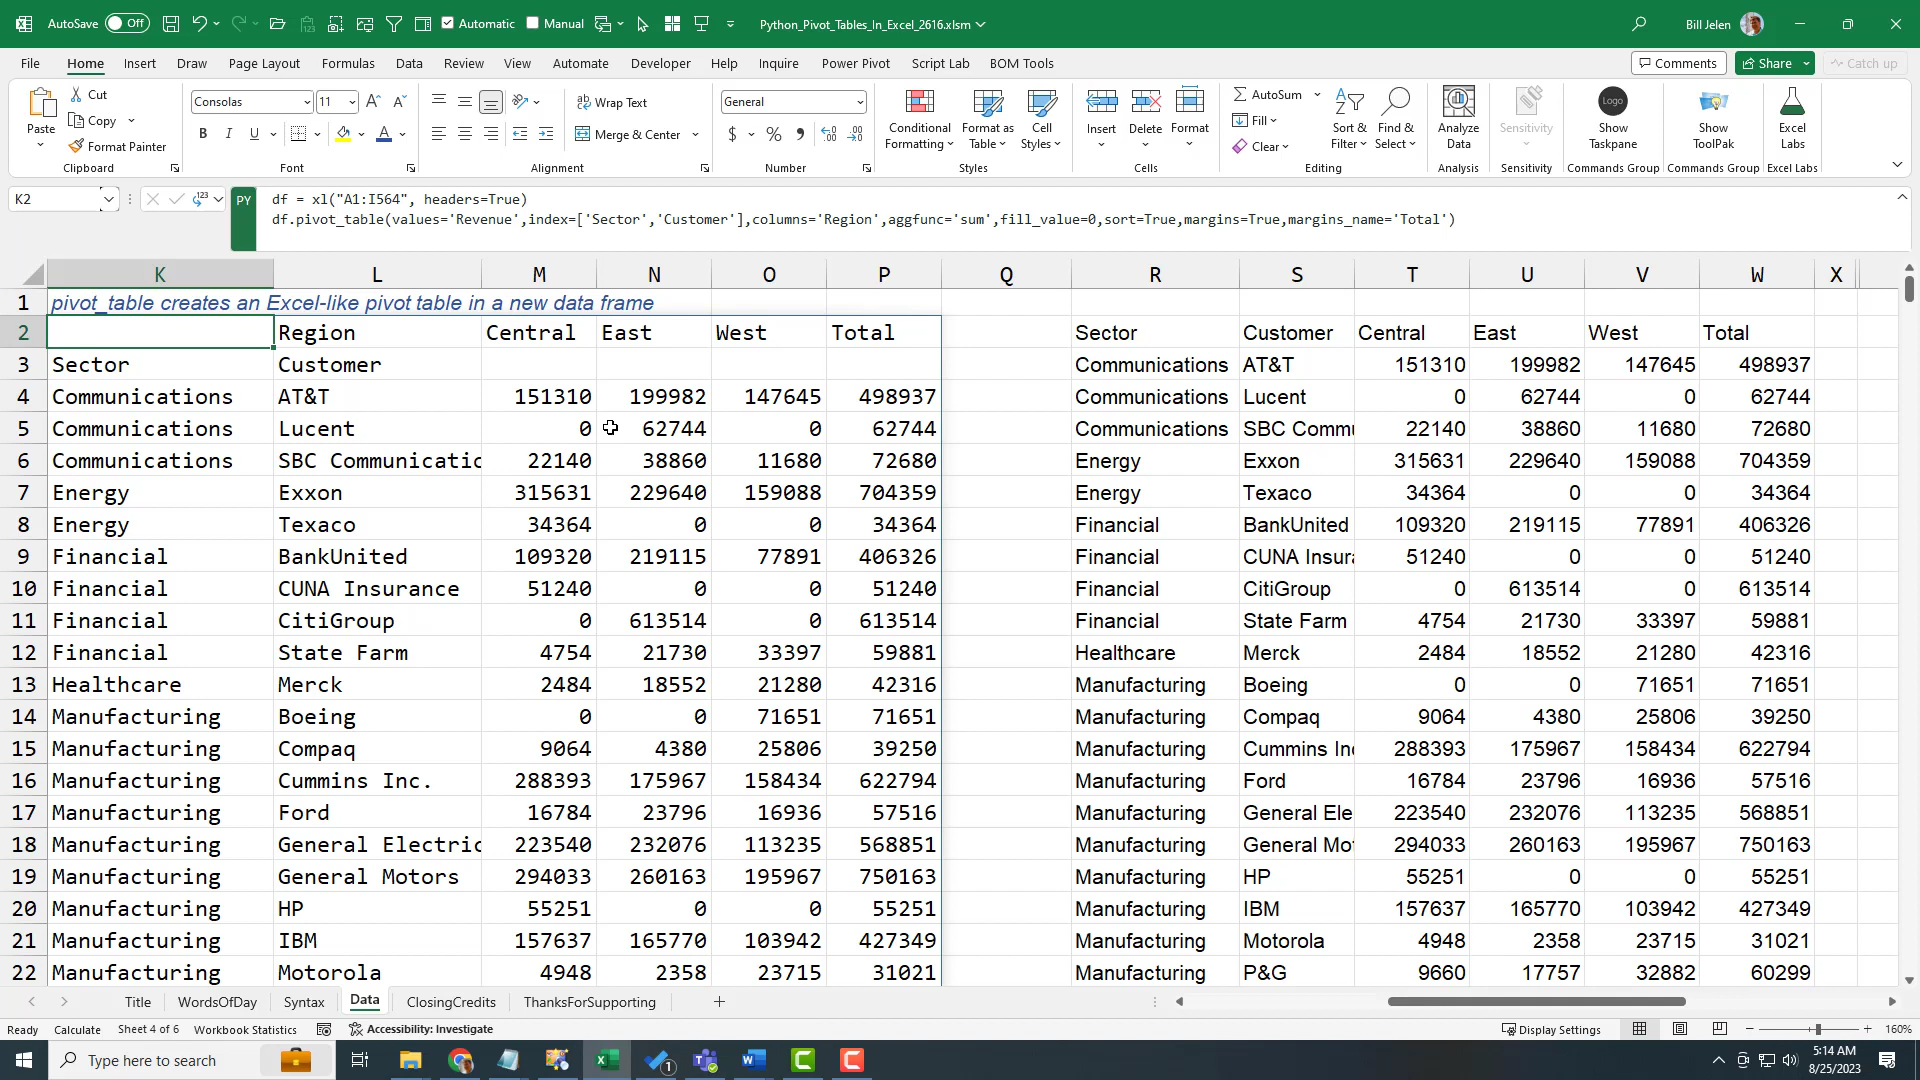 AutoSave Off Automatic Manual Python_Pivot_Tables_In_Excel_2616.xlsm Bill Jelen
File Home Insert Draw Page Layout Formulas Data Review View Automate Developer Help Inquire Power Pivot Script Lab BOM Tools Comments Share Catch up
Paste Cut Copy Format Painter Clipboard
Consolas 11 B I U Font
Wrap Text Merge & Center Alignment
General $ % Number
Conditional Formatting Format as Table Cell Styles Styles
Insert Delete Format Cells
AutoSum Fill Clear Sort & Filter Find & Select Editing
Analyze Data Analysis
Sensitivity Sensitivity
Logo Show Taskpane Commands Group
Show ToolPak Commands Group
Excel Labs Excel Labs
K2 PY df = xl("A1:I564", headers=True)
df.pivot_table(values='Revenue',index=['Sector','Customer'],columns='Region',aggfunc='sum',fill_value=0,sort=True,margins=True,margins_name='Total')
K L M N O P Q R S T U V W X
1 pivot_table creates an Excel-like pivot table in a new data frame
2 Region Central East West Total Sector Customer Central East West Total
3 Sector Customer Communications AT&T 151310 199982 147645 498937
4 Communications AT&T 151310 199982 147645 498937 Communications Lucent 0 62744 0 62744
5 Communications Lucent 0 62744 0 62744 Communications SBC Commu 22140 38860 11680 72680
6 Communications SBC Communicatic 22140 38860 11680 72680 Energy Exxon 315631 229640 159088 704359
7 Energy Exxon 315631 229640 159088 704359 Energy Texaco 34364 0 0 34364
8 Energy Texaco 34364 0 0 34364 Financial BankUnited 109320 219115 77891 406326
9 Financial BankUnited 109320 219115 77891 406326 Financial CUNA Insura 51240 0 0 51240
10 Financial CUNA Insurance 51240 0 0 51240 Financial CitiGroup 0 613514 0 613514
11 Financial CitiGroup 0 613514 0 613514 Financial State Farm 4754 21730 33397 59881
12 Financial State Farm 4754 21730 33397 59881 Healthcare Merck 2484 18552 21280 42316
13 Healthcare Merck 2484 18552 21280 42316 Manufacturing Boeing 0 0 71651 71651
14 Manufacturing Boeing 0 0 71651 71651 Manufacturing Compaq 9064 4380 25806 39250
15 Manufacturing Compaq 9064 4380 25806 39250 Manufacturing Cummins Inc 288393 175967 158434 622794
16 Manufacturing Cummins Inc. 288393 175967 158434 622794 Manufacturing Ford 16784 23796 16936 57516
17 Manufacturing Ford 16784 23796 16936 57516 Manufacturing General Ele 223540 232076 113235 568851
18 Manufacturing General Electric 223540 232076 113235 568851 Manufacturing General Mot 294033 260163 195967 750163
19 Manufacturing General Motors 294033 260163 195967 750163 Manufacturing HP 55251 0 0 55251
20 Manufacturing HP 55251 0 0 55251 Manufacturing IBM 157637 165770 103942 427349
21 Manufacturing IBM 157637 165770 103942 427349 Manufacturing Motorola 4948 2358 23715 31021
22 Manufacturing Motorola 4948 2358 23715 31021 Manufacturing P&G 9660 17757 32882 60299
Title WordsOfDay Syntax Data ClosingCredits ThanksForSupporting
Ready Calculate Sheet 4 of 6 Workbook Statistics Accessibility: Investigate Display Settings 160%
Type here to search 1 5:14 AM
8/25/2023